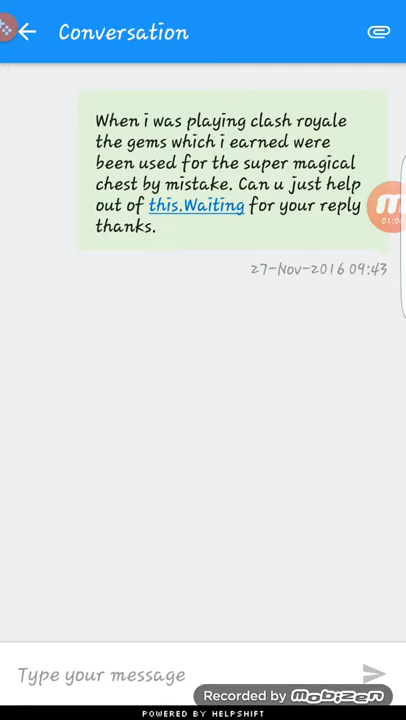 Conversation
When i was playing clash royale
the gems which i earned were
been used for the super magical
chest by mistake. Can u just help
out of this.Waiting for your reply
thanks.
27-Nov-2016 09:43
Type your message
Recorded by mobizen
POWERED BY HELPSHIFT